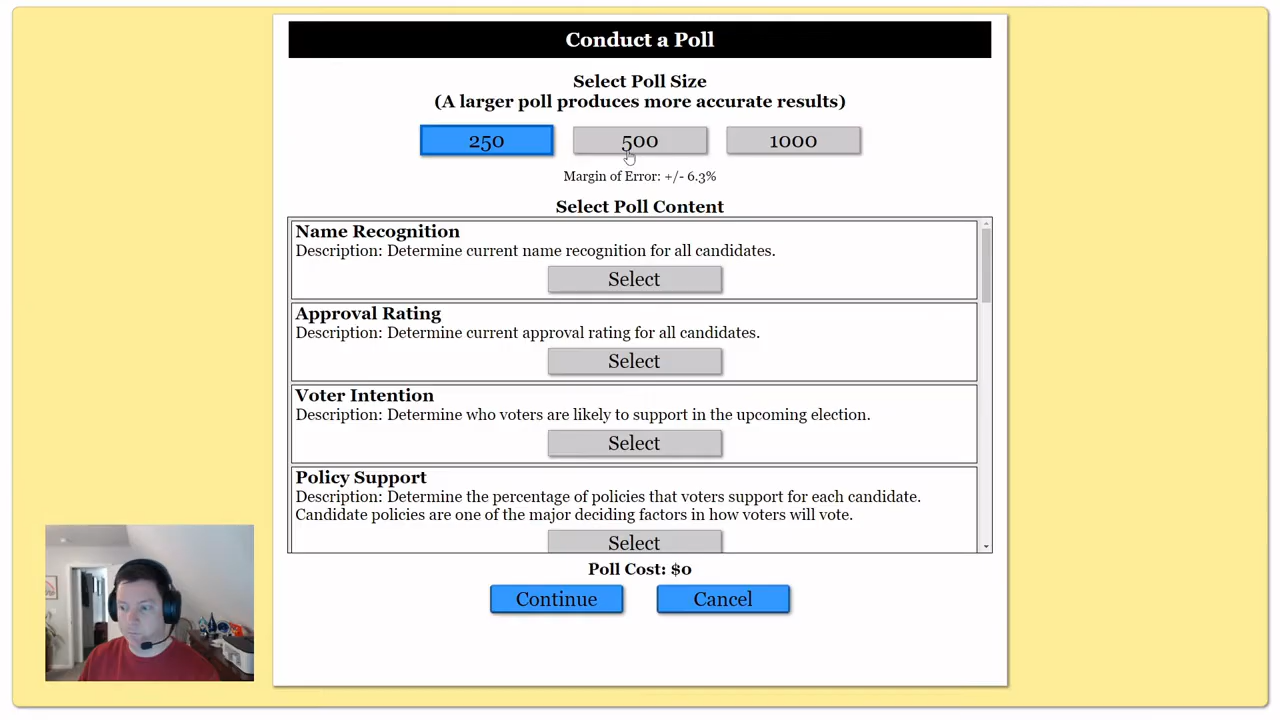 Conduct a Poll
Select Poll Size
(A larger poll produces more accurate results)
250
500
1000
Margin of Error: +/- 6.3%
Select Poll Content
Name Recognition
Description: Determine current name recognition for all candidates.
Select
Approval Rating
Description: Determine current approval rating for all candidates.
Select
Voter Intention
Description: Determine who voters are likely to support in the upcoming election.
Select
Policy Support
Description: Determine the percentage of policies that voters support for each candidate.
Candidate policies are one of the major deciding factors in how voters will vote.
Select
Poll Cost: $0
Continue
Cancel